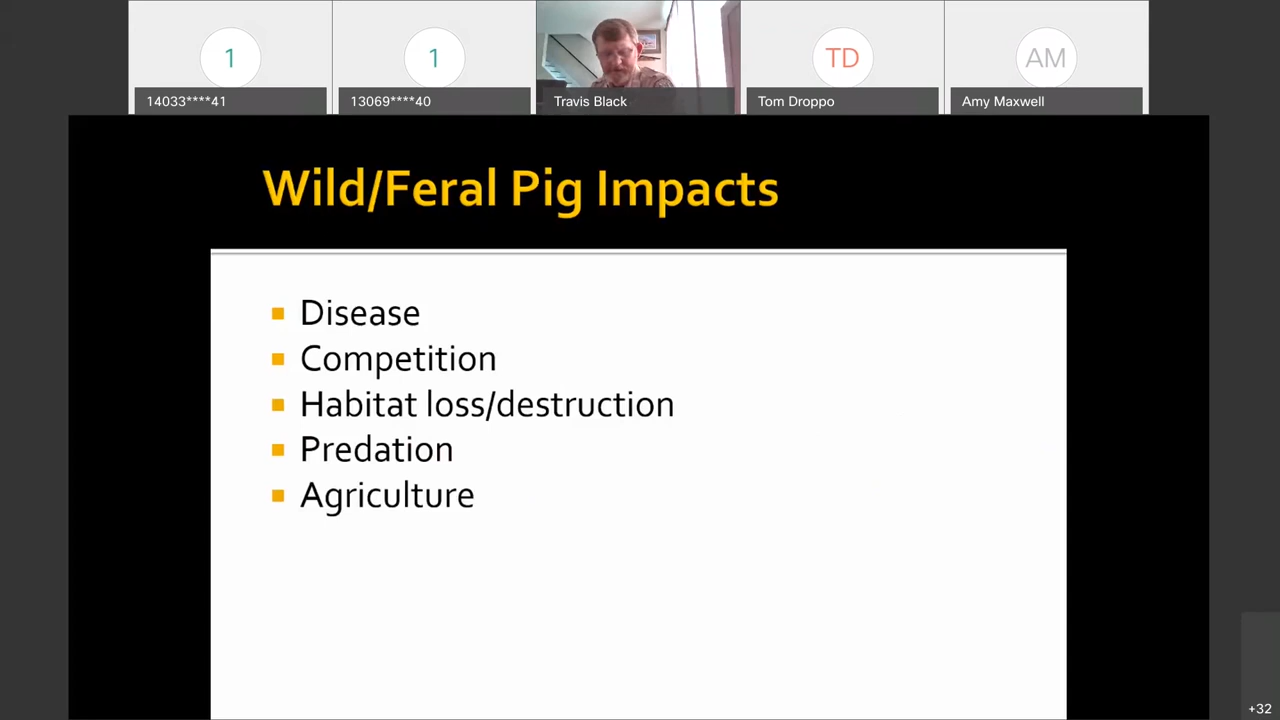 1
1
TD
AM
14033****41
13069****40
Travis Black
Tom Droppo
Amy Maxwell
Wild/Feral Pig Impacts
Disease
Competition
Habitat loss/destruction
Predation
Agriculture
+32